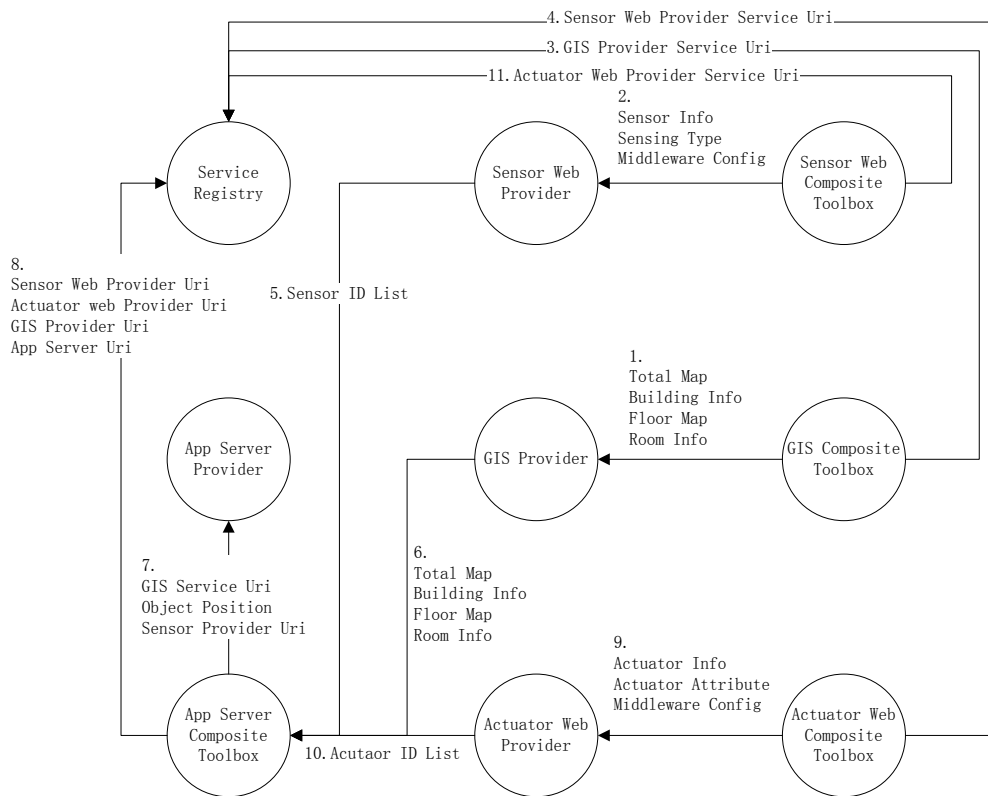 4.Sensor Web Provider Service Uri
3.GIS Provider Service Uri
11.Actuator Web Provider Service Uri
2.
Sensor Info
Sensing Type
Middleware Config
Service
Registry
Sensor Web
Provider
Sensor Web
Composite
Toolbox
8.
Sensor Web Provider Uri
Actuator web Provider Uri
GIS Provider Uri
App Server Uri
5.Sensor ID List
1.
Total Map
Building Info
Floor Map
Room Info
App Server
Provider
GIS Provider
GIS Composite
Toolbox
7.
GIS Service Uri
Object Position
Sensor Provider Uri
6.
Total Map
Building Info
Floor Map
Room Info
9.
Actuator Info
Actuator Attribute
Middleware Config
App Server
Composite
Toolbox
10.Acutaor ID List
Actuator Web
Provider
Actuator Web
Composite
Toolbox